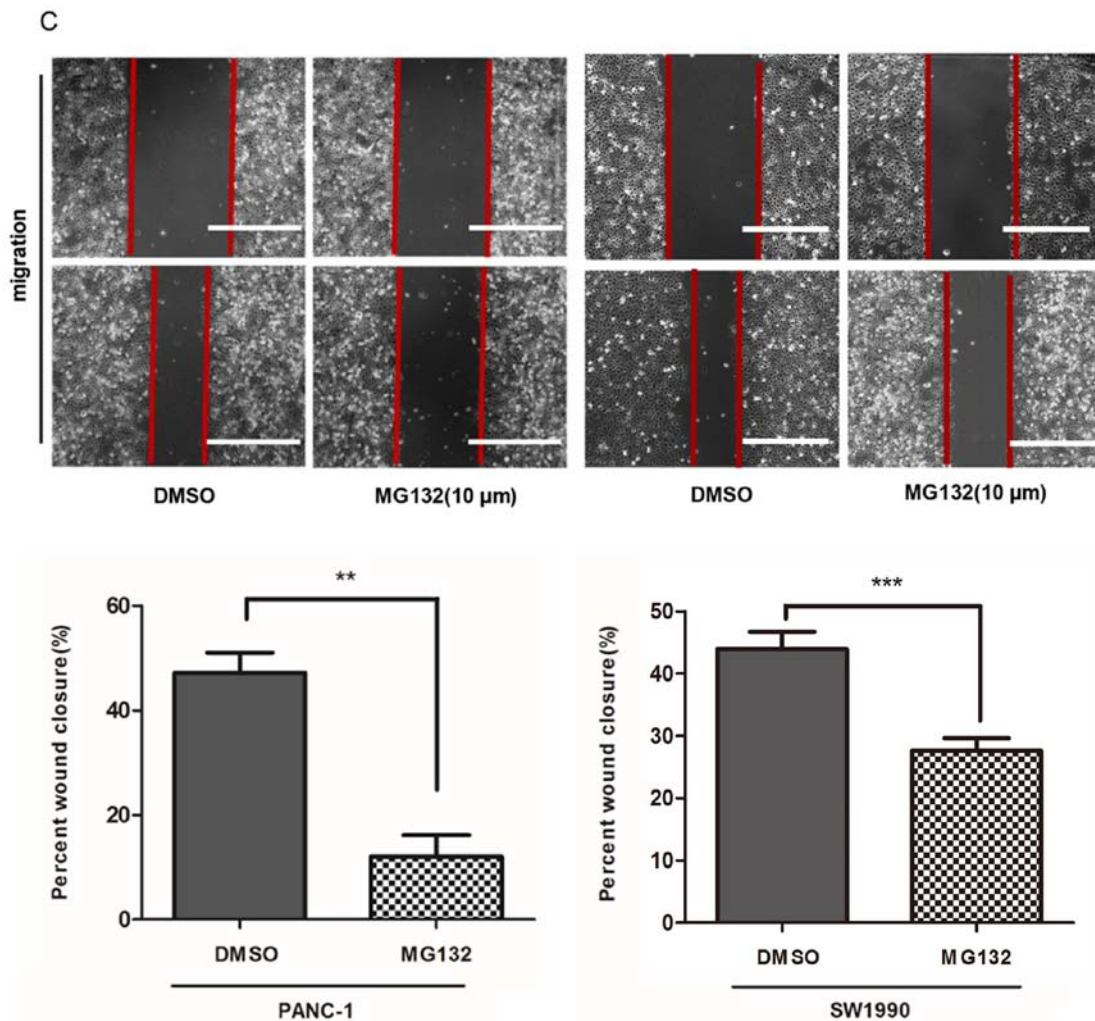 C
migration
DMSO
MG132(10 µm)
DMSO
MG132(10 µm)
Percent wound closure(%)
60
40
20
0
**
DMSO
MG132
PANC-1
Percent wound closure(%)
50
40
30
20
10
0
***
DMSO
MG132
SW1990